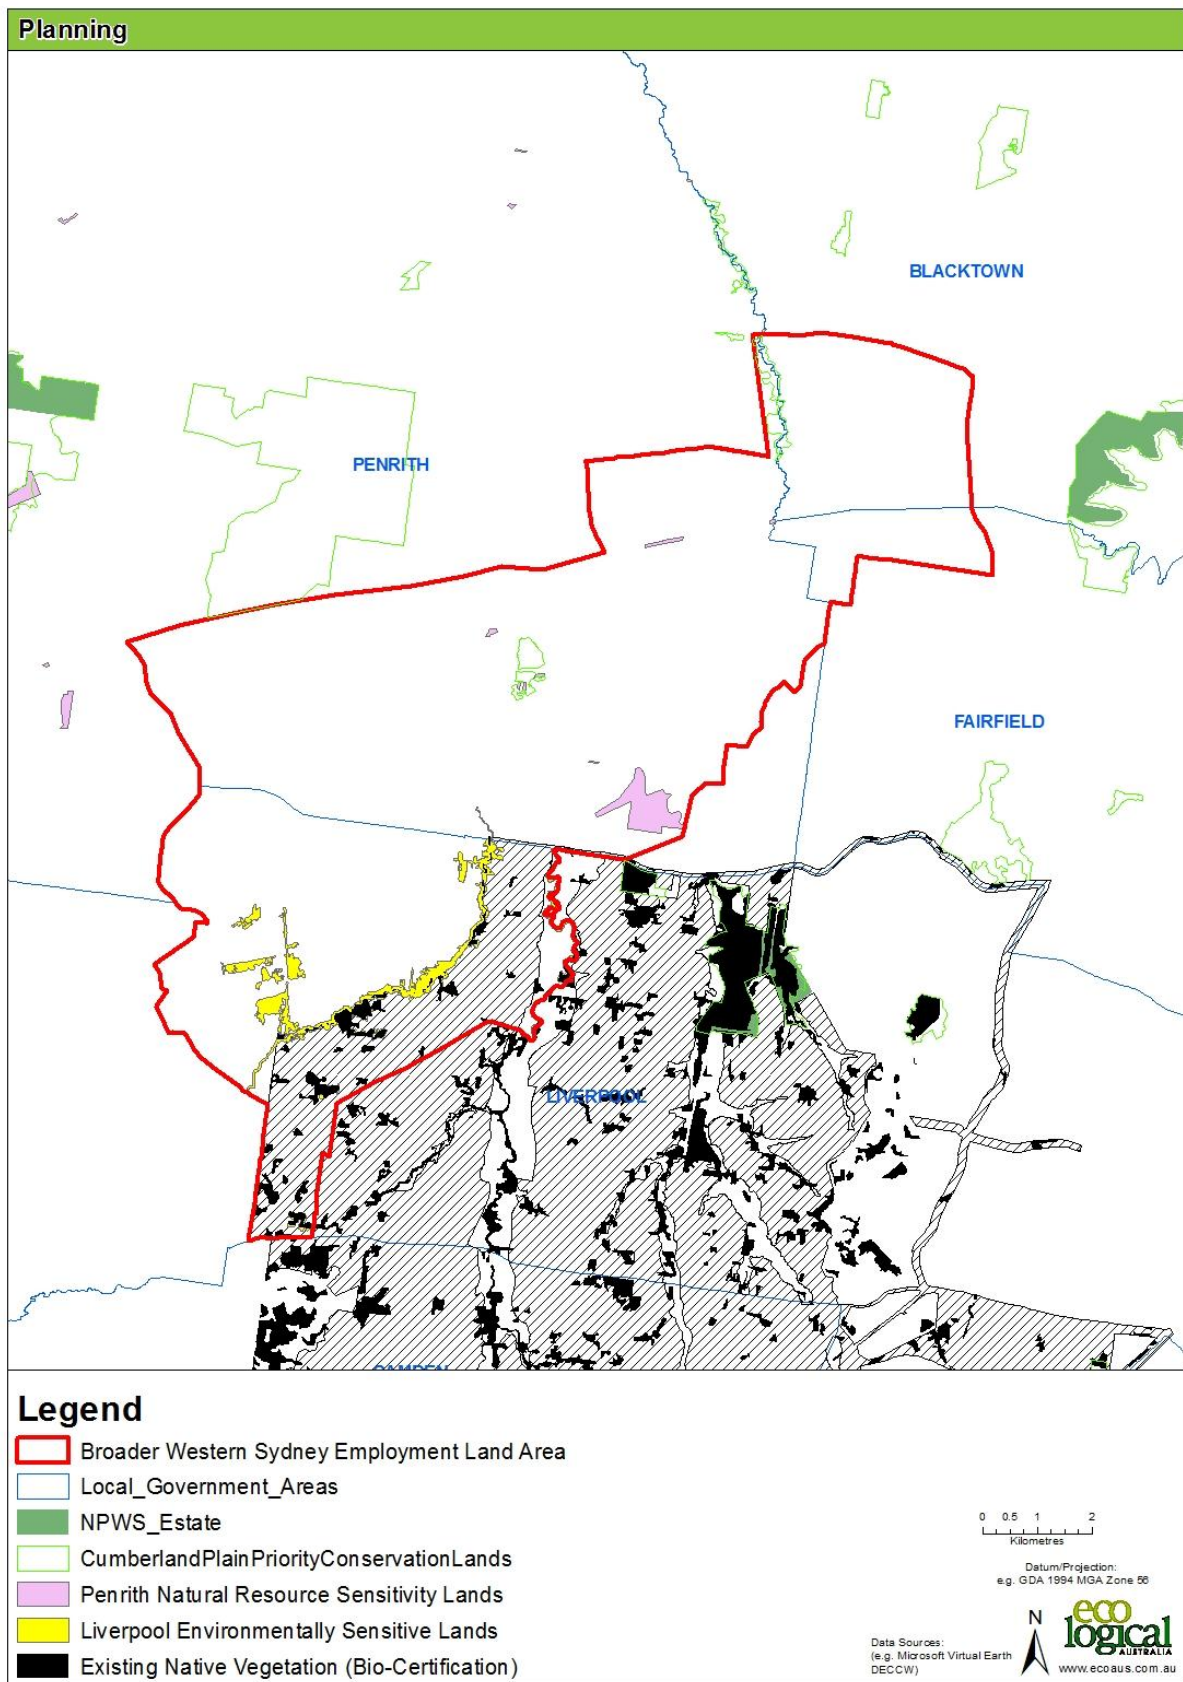 Planning
BLACKTOWN
PENRITH
FAIRFIELD
LIVERPOOL
CAMDEN
Legend
Broader Western Sydney Employment Land Area
Local_Government_Areas
NPWS_Estate
CumberlandPlainPriorityConservationLands
Penrith Natural Resource Sensitivity Lands
Liverpool Environmentally Sensitive Lands
Existing Native Vegetation (Bio-Certification)
0 0.5 1 2
Kilometres
Datum/Projection:
e.g. GDA 1994 MGA Zone 56
N
Data Sources:
(e.g. Microsoft Virtual Earth
DECCW)
eco
logical
AUSTRALIA
www.ecoaus.com.au